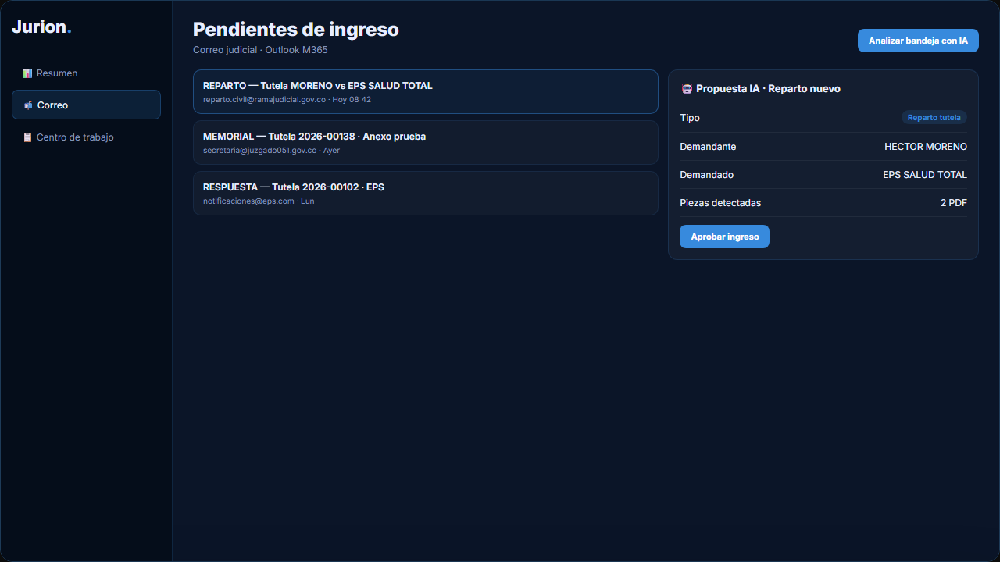 Jurion.
Resumen
Correo
Centro de trabajo
Pendientes de ingreso
Correo judicial · Outlook M365
Analizar bandeja con IA
REPARTO — Tutela MORENO vs EPS SALUD TOTAL
reparto.civil@ramajudicial.gov.co · Hoy 08:42
MEMORIAL — Tutela 2026-00138 · Anexo prueba
secretaria@juzgado051.gov.co · Ayer
RESPUESTA — Tutela 2026-00102 · EPS
notificaciones@eps.com · Lun
Propuesta IA · Reparto nuevo
Tipo Reparto tutela
Demandante HECTOR MORENO
Demandado EPS SALUD TOTAL
Piezas detectadas 2 PDF
Aprobar ingreso